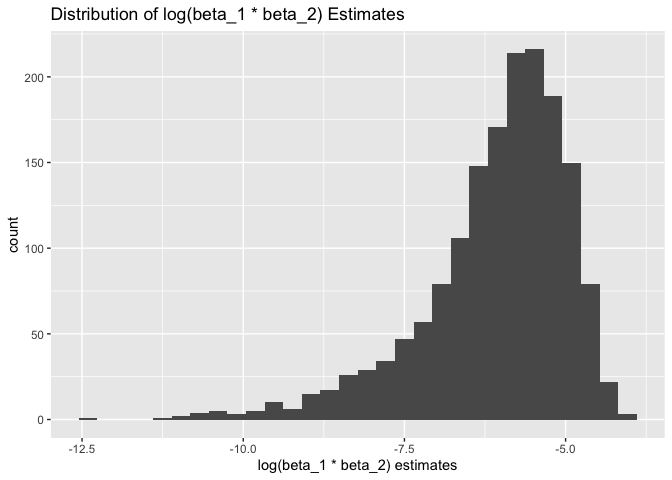 Distribution of log(beta_1 * beta_2) Estimates
count
200
150
100
50
0
-12.5 -10.0 -7.5 -5.0
log(beta_1 * beta_2) estimates